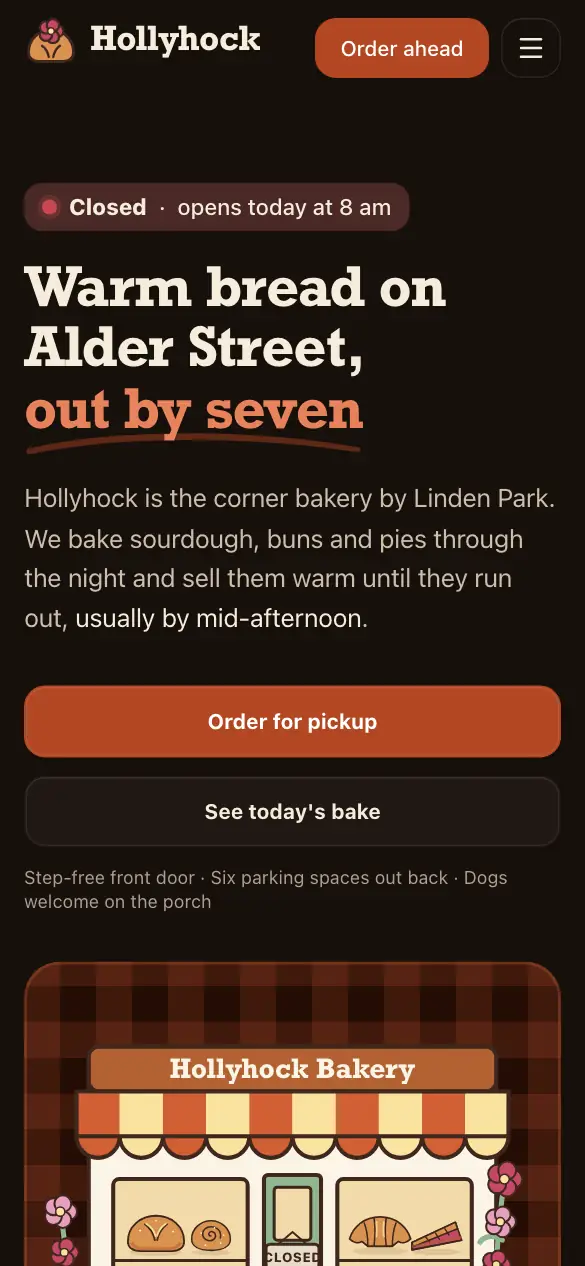 Hollyhock
Order ahead
Closed · opens today at 8 am
Warm bread on
Alder Street,
out by seven
Hollyhock is the corner bakery by Linden Park.
We bake sourdough, buns and pies through
the night and sell them warm until they run
out, usually by mid-afternoon.
Order for pickup
See today's bake
Step-free front door · Six parking spaces out back · Dogs
welcome on the porch
Hollyhock Bakery
CLOSED